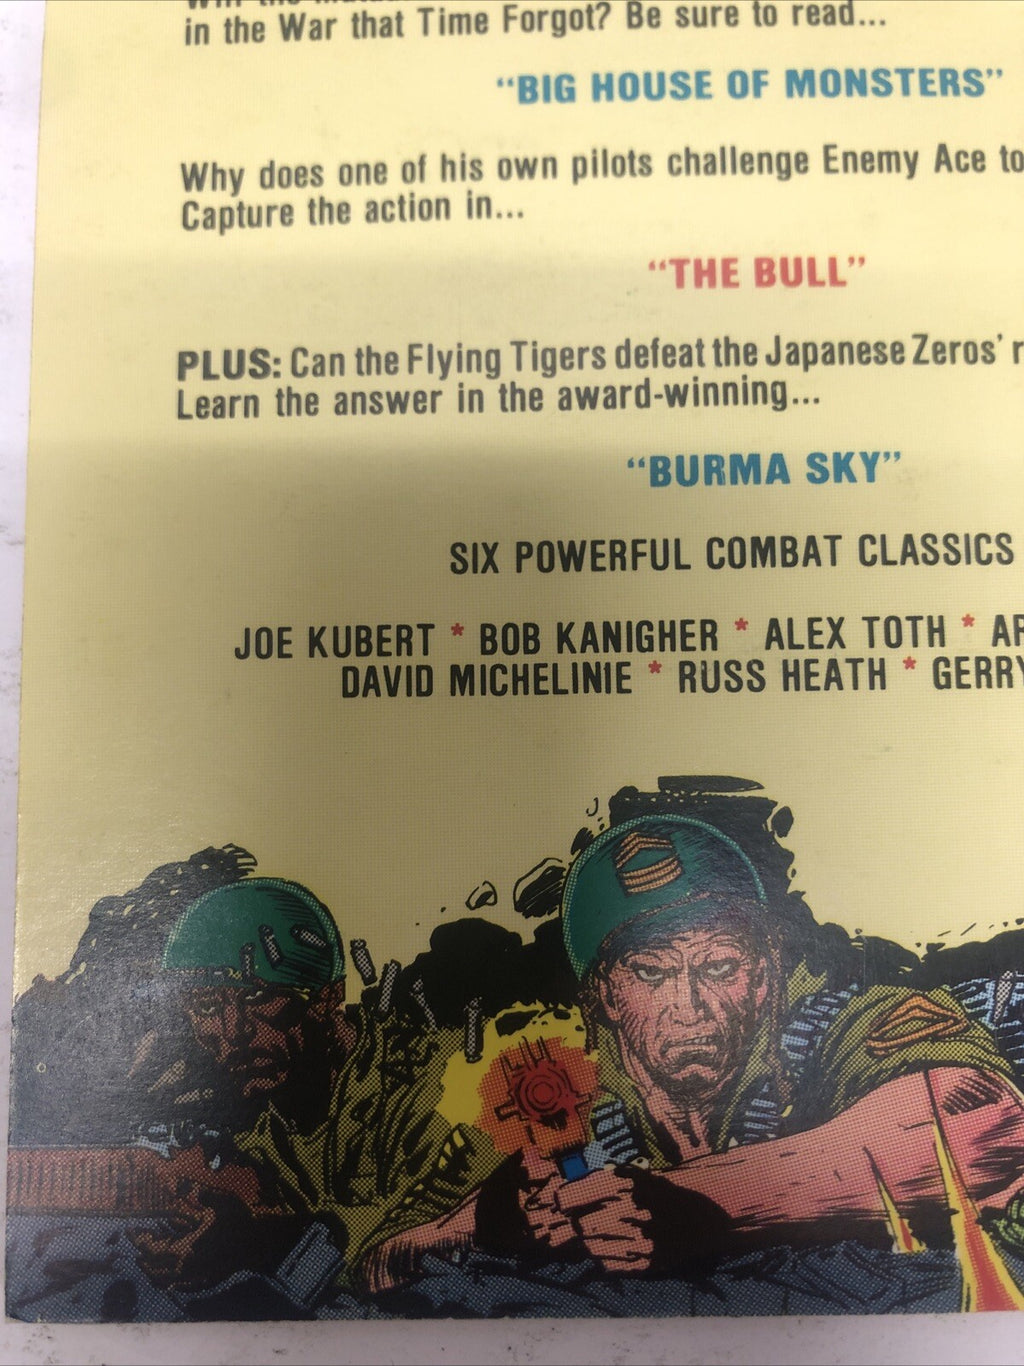 in the War that Time Forgot? Be sure to read...
“BIG HOUSE OF MONSTERS”
Why does one of his own pilots challenge Enemy Ace to
Capture the action in...
“THE BULL”
PLUS: Can the Flying Tigers defeat the Japanese Zeros’
Learn the answer in the award-winning...
“BURMA SKY”
SIX POWERFUL COMBAT CLASSICS
JOE KUBERT * BOB KANIGHER * ALEX TOTH *
DAVID MICHELINIE * RUSS HEATH * GERRY